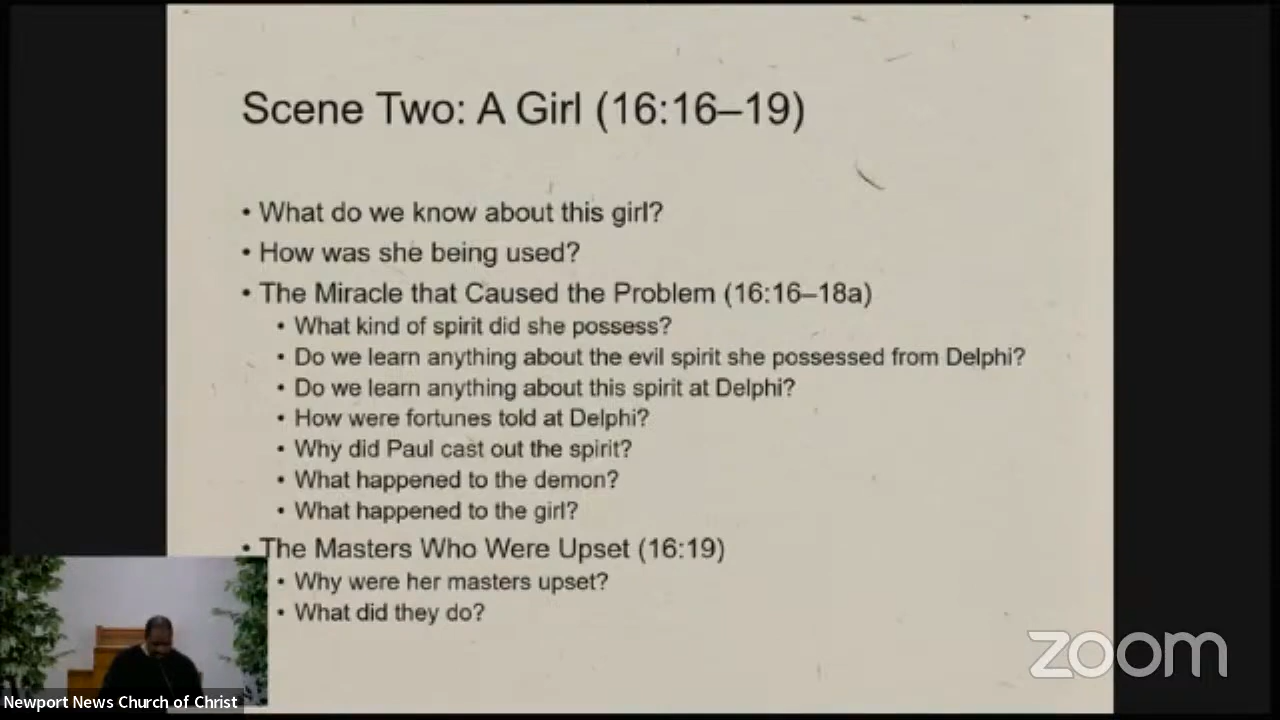 Scene Two: A Girl (16:16–19)
• What do we know about this girl?
• How was she being used?
• The Miracle that Caused the Problem (16:16–18a)
• What kind of spirit did she possess?
• Do we learn anything about the evil spirit she possessed from Delphi?
• Do we learn anything about this spirit at Delphi?
• How were fortunes told at Delphi?
• Why did Paul cast out the spirit?
• What happened to the demon?
• What happened to the girl?
• The Masters Who Were Upset (16:19)
• Why were her masters upset?
• What did they do?
zoom
Newport News Church of Christ